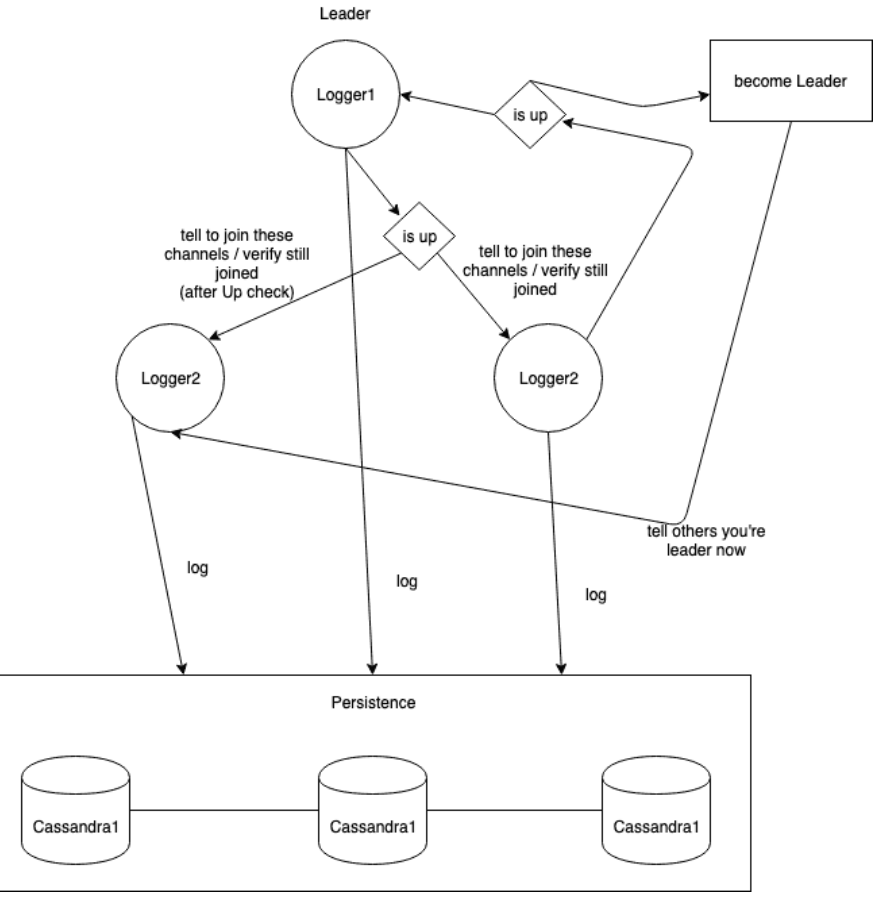 Leader
Logger1
is up
become Leader
is up
tell to join these
channels / verify still
joined
(after Up check)
tell to join these
channels / verify still
joined
Logger2
Logger2
tell others you're
leader now
log
log
log
Persistence
Cassandra1
Cassandra1
Cassandra1